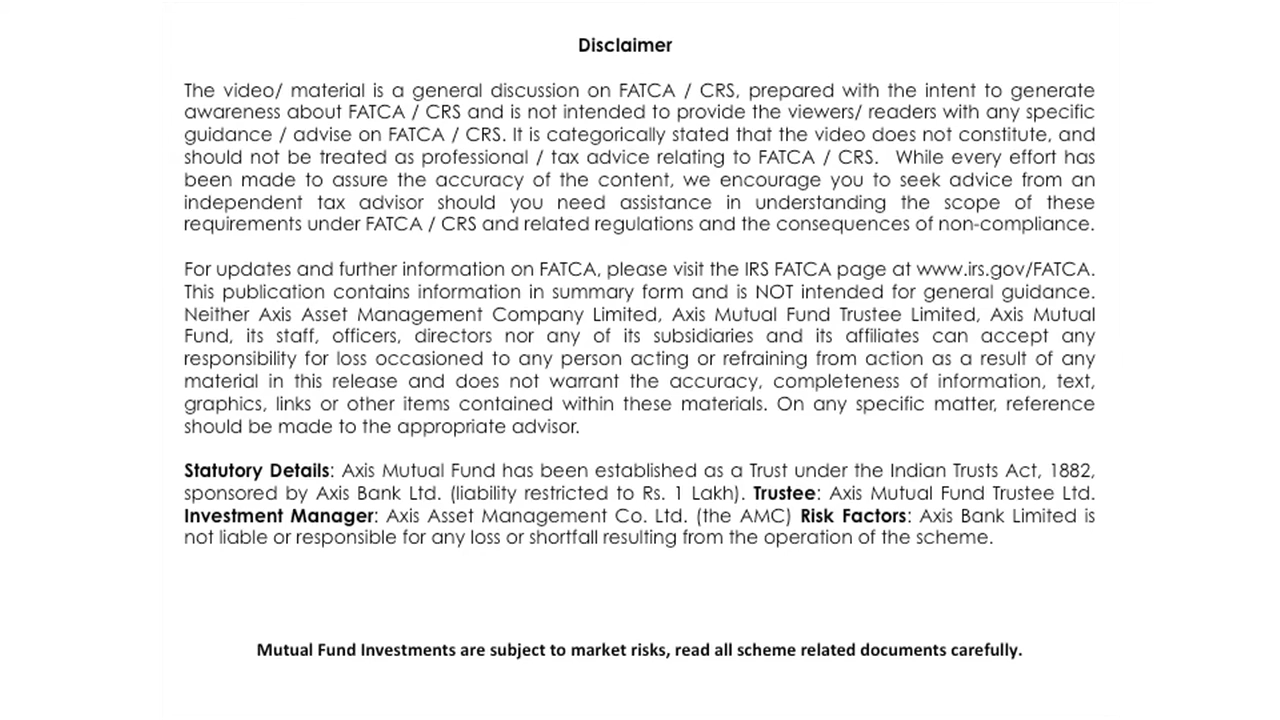 Disclaimer
The video/ material is a general discussion on FATCA / CRS, prepared with the intent to generate
awareness about FATCA / CRS and is not intended to provide the viewers/ readers with any specific
guidance / advise on FATCA / CRS. It is categorically stated that the video does not constitute, and
should not be treated as professional / tax advice relating to FATCA / CRS. While every effort has
been made to assure the accuracy of the content, we encourage you to seek advice from an
independent tax advisor should you need assistance in understanding the scope of these
requirements under FATCA / CRS and related regulations and the consequences of non-compliance.
For updates and further information on FATCA, please visit the IRS FATCA page at www.irs.gov/FATCA.
This publication contains information in summary form and is NOT intended for general guidance.
Neither Axis Asset Management Company Limited, Axis Mutual Fund Trustee Limited, Axis Mutual
Fund, its staff, officers, directors nor any of its subsidiaries and its affiliates can accept any
responsibility for loss occasioned to any person acting or refraining from action as a result of any
material in this release and does not warrant the accuracy, completeness of information, text,
graphics, links or other items contained within these materials. On any specific matter, reference
should be made to the appropriate advisor.
Statutory Details: Axis Mutual Fund has been established as a Trust under the Indian Trusts Act, 1882,
sponsored by Axis Bank Ltd. (liability restricted to Rs. 1 Lakh). Trustee: Axis Mutual Fund Trustee Ltd.
Investment Manager: Axis Asset Management Co. Ltd. (the AMC) Risk Factors: Axis Bank Limited is
not liable or responsible for any loss or shortfall resulting from the operation of the scheme.
Mutual Fund Investments are subject to market risks, read all scheme related documents carefully.